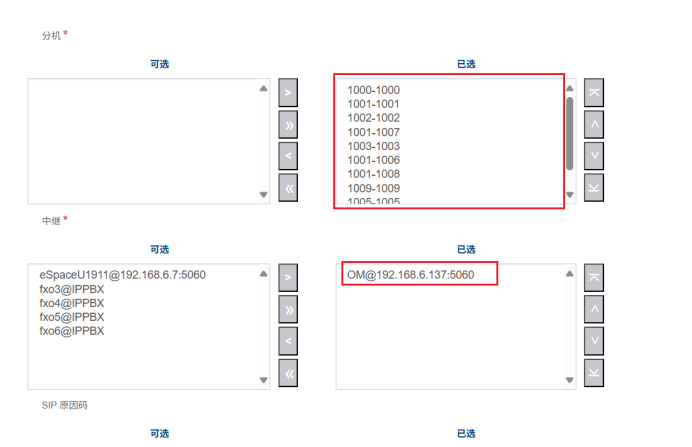 分机 *
可选
已选
1000-1000
1001-1001
1002-1002
1001-1007
1003-1003
1001-1006
1001-1008
1009-1009
1005-1005
中继 *
可选
已选
eSpaceU1911@192.168.6.7:5060
fxo3@IPPBX
fxo4@IPPBX
fxo5@IPPBX
fxo6@IPPBX
OM@192.168.6.137:5060
SIP 原因码
可选
已选